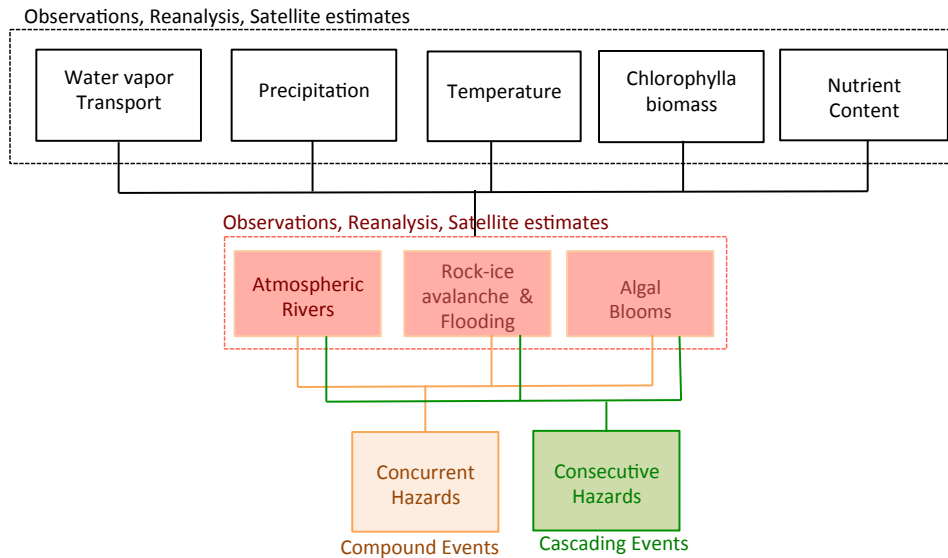 Observations, Reanalysis, Satellite estimates
Water vapor
Transport
Precipitation
Temperature
Chlorophylla
biomass
Nutrient
Content
Observations, Reanalysis, Satellite estimates
Atmospheric
Rivers
Rock-ice
avalanche &
Flooding
Algal
Blooms
Concurrent
Hazards
Consecutive
Hazards
Compound Events
Cascading Events